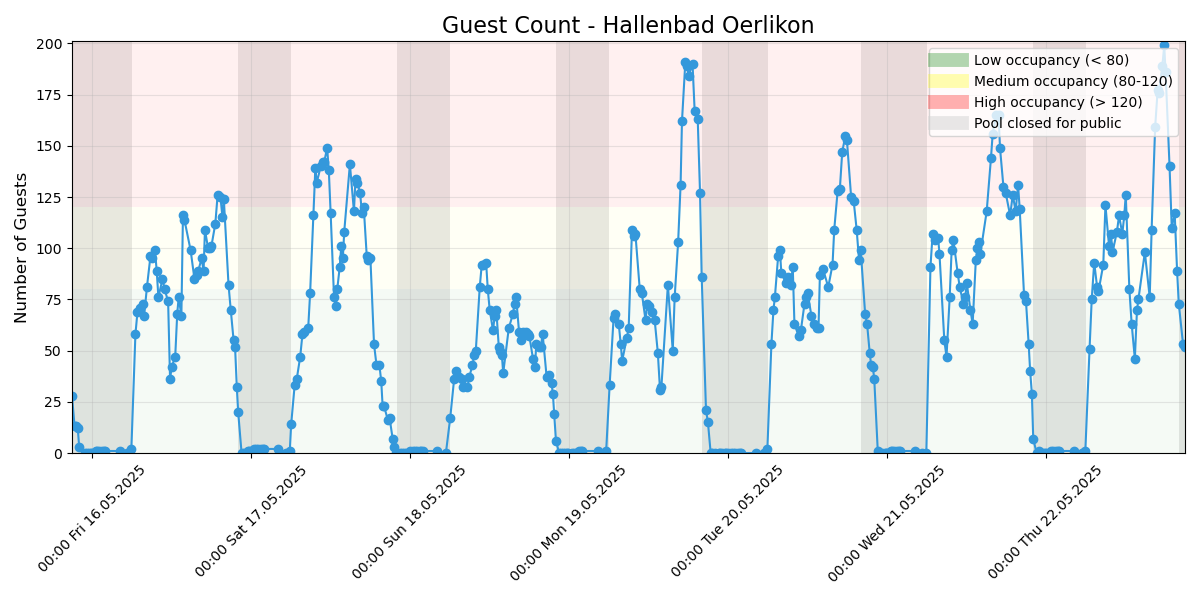 Guest Count - Hallenbad Oerlikon
Number of Guests
200
175
150
125
100
75
50
25
0
Low occupancy (< 80)
Medium occupancy (80-120)
High occupancy (> 120)
Pool closed for public
00:00 Fri 16.05.2025
00:00 Sat 17.05.2025
00:00 Sun 18.05.2025
00:00 Mon 19.05.2025
00:00 Tue 20.05.2025
00:00 Wed 21.05.2025
00:00 Thu 22.05.2025